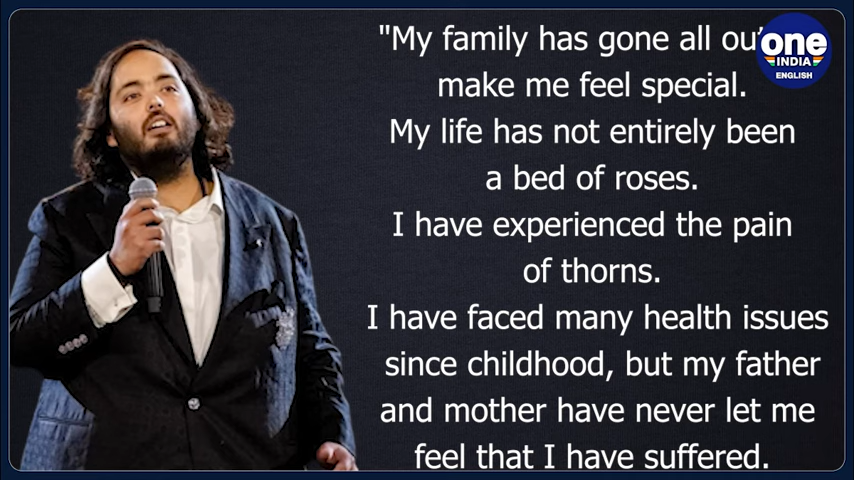 "My family has gone all out
make me feel special.
My life has not entirely been
a bed of roses.
I have experienced the pain
of thorns.
I have faced many health issues
since childhood, but my father
and mother have never let me
feel that I have suffered.
one
INDIA
ENGLISH